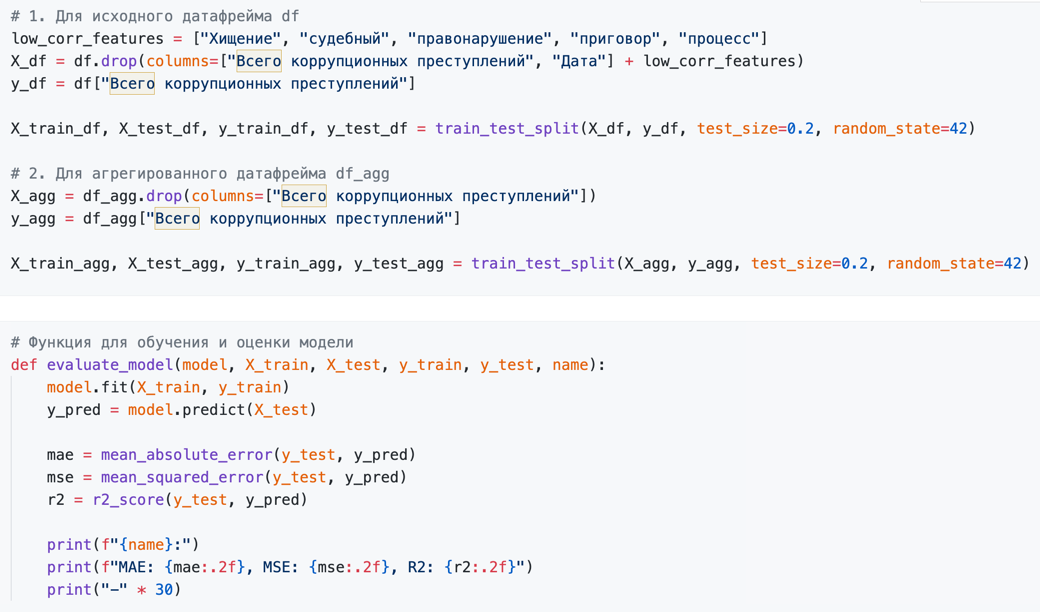 # 1. Для исходного датафрейма df
low_corr_features = ["Хищение", "судебный", "правонарушение", "приговор", "процесс"]
X_df = df.drop(columns=["Всего коррупционных преступлений", "Дата"] + low_corr_features)
y_df = df["Всего коррупционных преступлений"]
X_train_df, X_test_df, y_train_df, y_test_df = train_test_split(X_df, y_df, test_size=0.2, random_state=42)
# 2. Для агрегированного датафрейма df_agg
X_agg = df_agg.drop(columns=["Всего коррупционных преступлений"])
y_agg = df_agg["Всего коррупционных преступлений"]
X_train_agg, X_test_agg, y_train_agg, y_test_agg = train_test_split(X_agg, y_agg, test_size=0.2, random_state=42)
# Функция для обучения и оценки модели
def evaluate_model(model, X_train, X_test, y_train, y_test, name):
    model.fit(X_train, y_train)
    y_pred = model.predict(X_test)
    mae = mean_absolute_error(y_test, y_pred)
    mse = mean_squared_error(y_test, y_pred)
    r2 = r2_score(y_test, y_pred)
    print(f"{name}:")
    print(f"MAE: {mae:.2f}, MSE: {mse:.2f}, R2: {r2:.2f}")
    print("-" * 30)